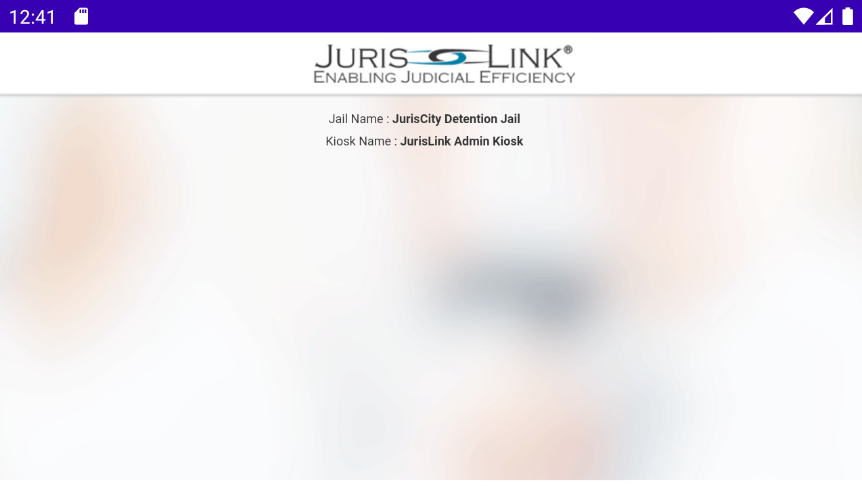 12:41
JURIS LINK®
ENABLING JUDICIAL EFFICIENCY
Jail Name : JurisCity Detention Jail
Kiosk Name : JurisLink Admin Kiosk